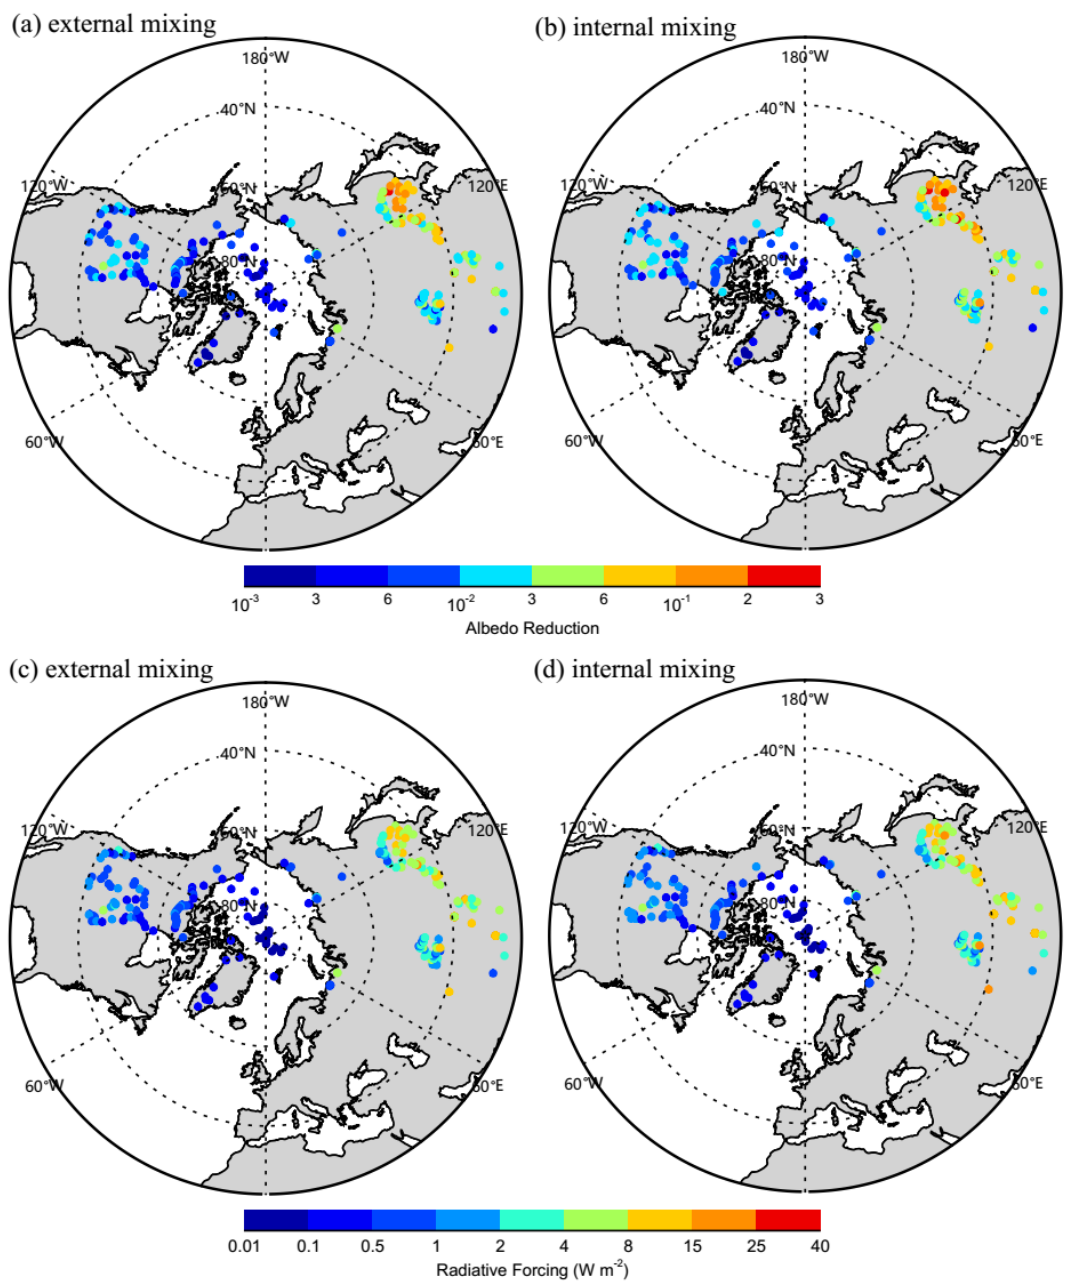 (a) external mixing
(b) internal mixing
180°W
180°W
40°N
40°N
120°W
60°N
120°E
120°W
60°N
120°E
80°N
80°N
60°W
60°E
60°W
60°E
10-3 3 6 10-2 3 6 10-1 2 3
Albedo Reduction
(c) external mixing
(d) internal mixing
180°W
180°W
40°N
40°N
120°W
60°N
120°E
120°W
60°N
120°E
80°N
80°N
60°W
60°E
60°W
60°E
0.01 0.1 0.5 1 2 4 8 15 25 40
Radiative Forcing (W m-2)